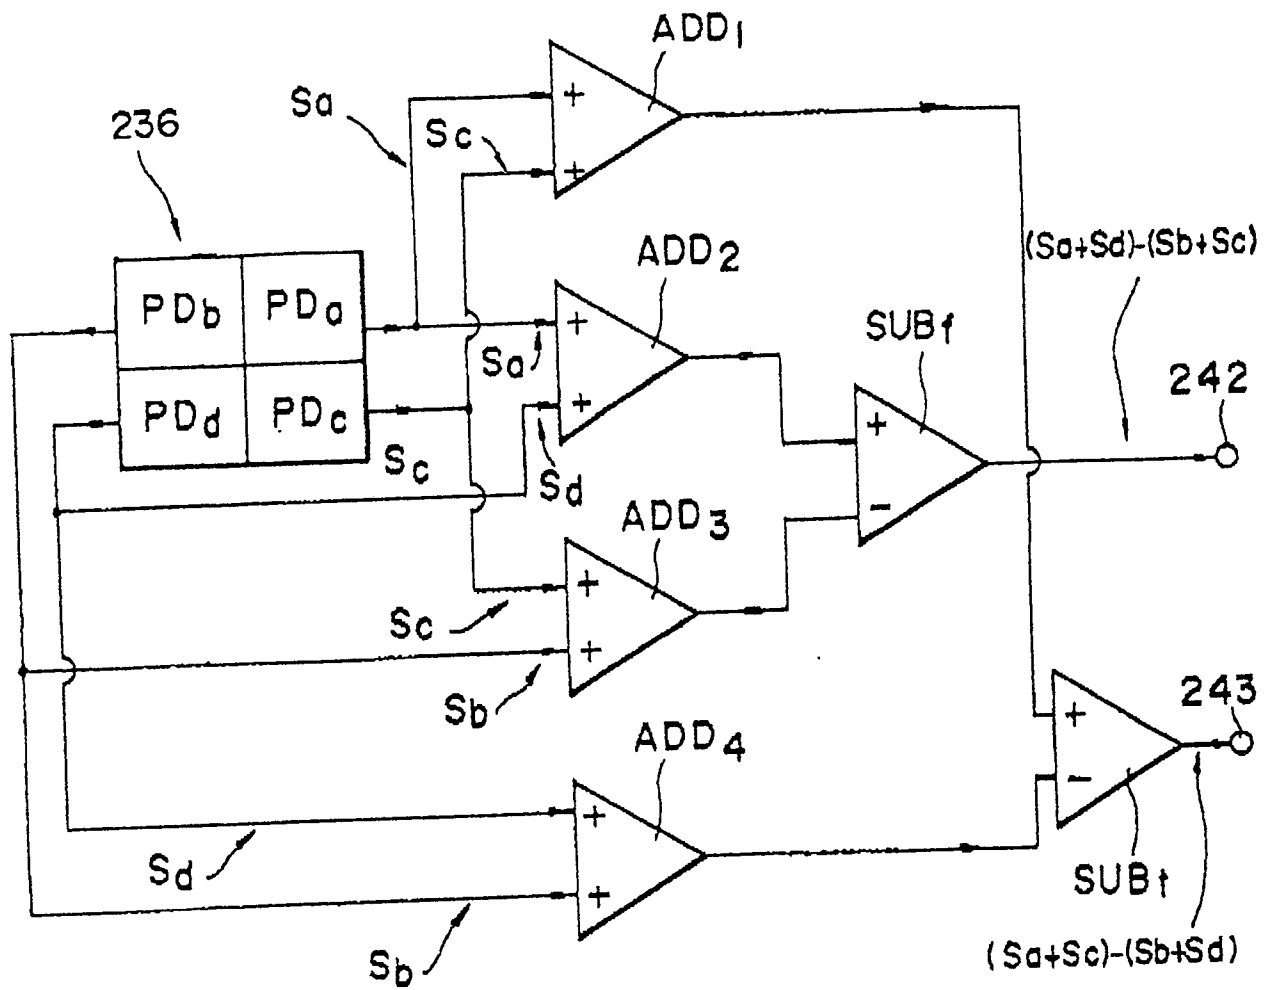 ADD1
Sa
Sc
236
+
+
ADD2
(Sa+Sd)-(Sb+Sc)
PDb
PDa
+
Sa
SUBf
242
PDd
PDc
+
Sc
Sd
+
-
ADD3
+
Sc
+
Sb
243
ADD4
+
-
+
Sd
SUBt
+
Sb
(Sa+Sc)-(Sb+Sd)